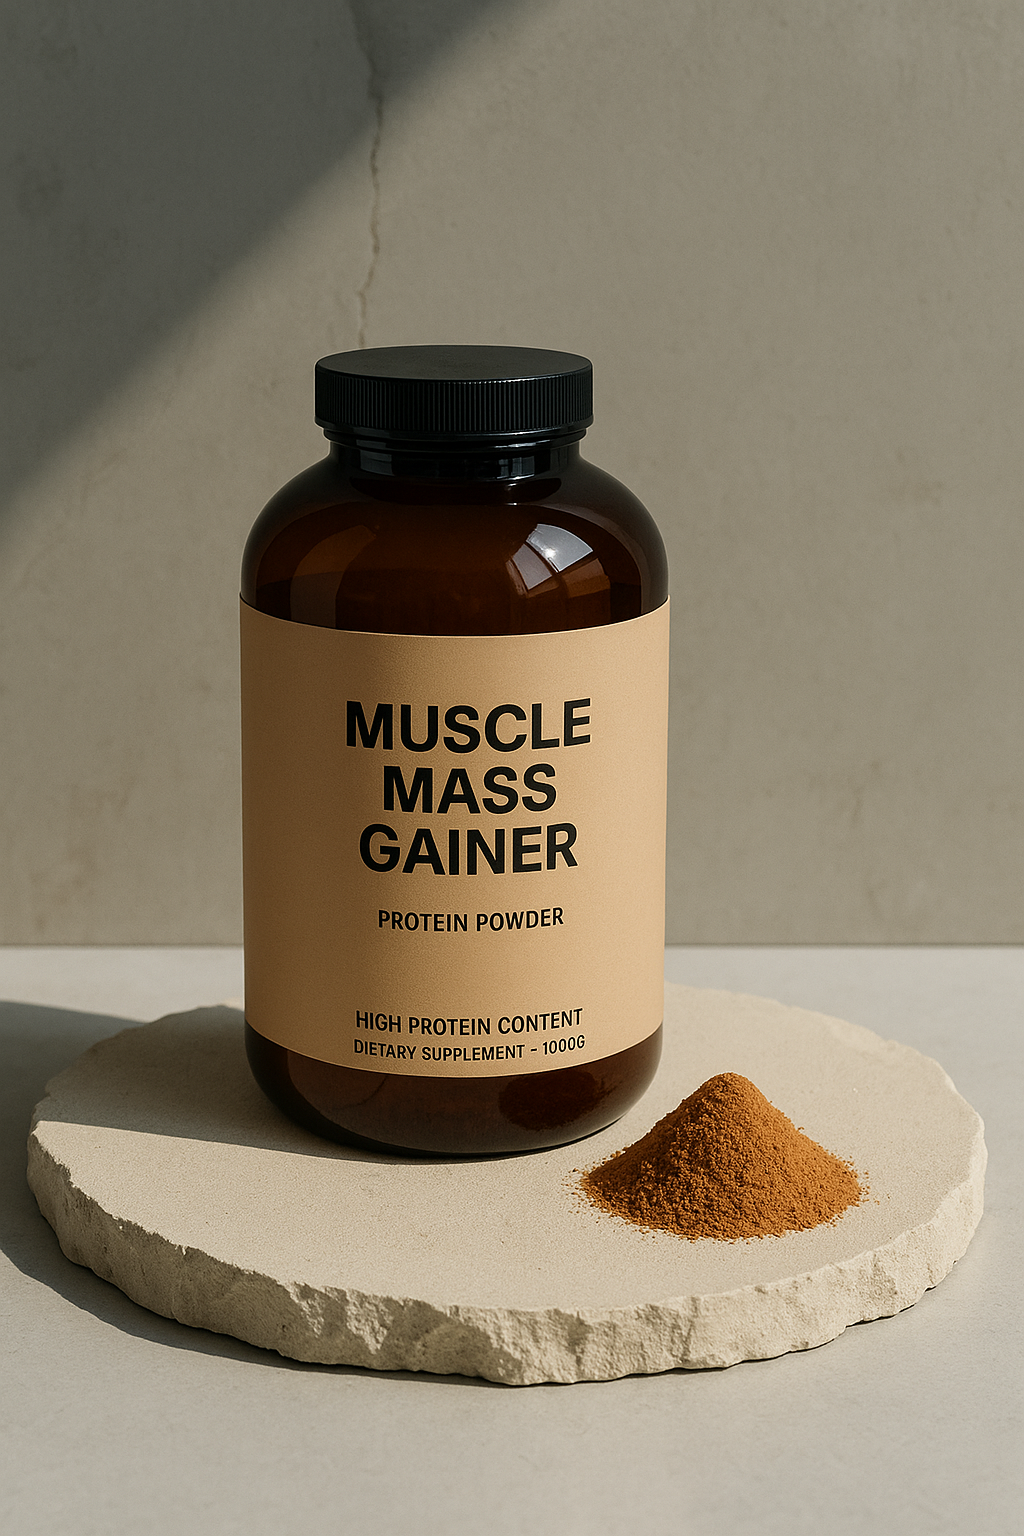 MUSCLE
MASS
GAINER
PROTEIN POWDER
HIGH PROTEIN CONTENT
DIETARY SUPPLEMENT - 1000G